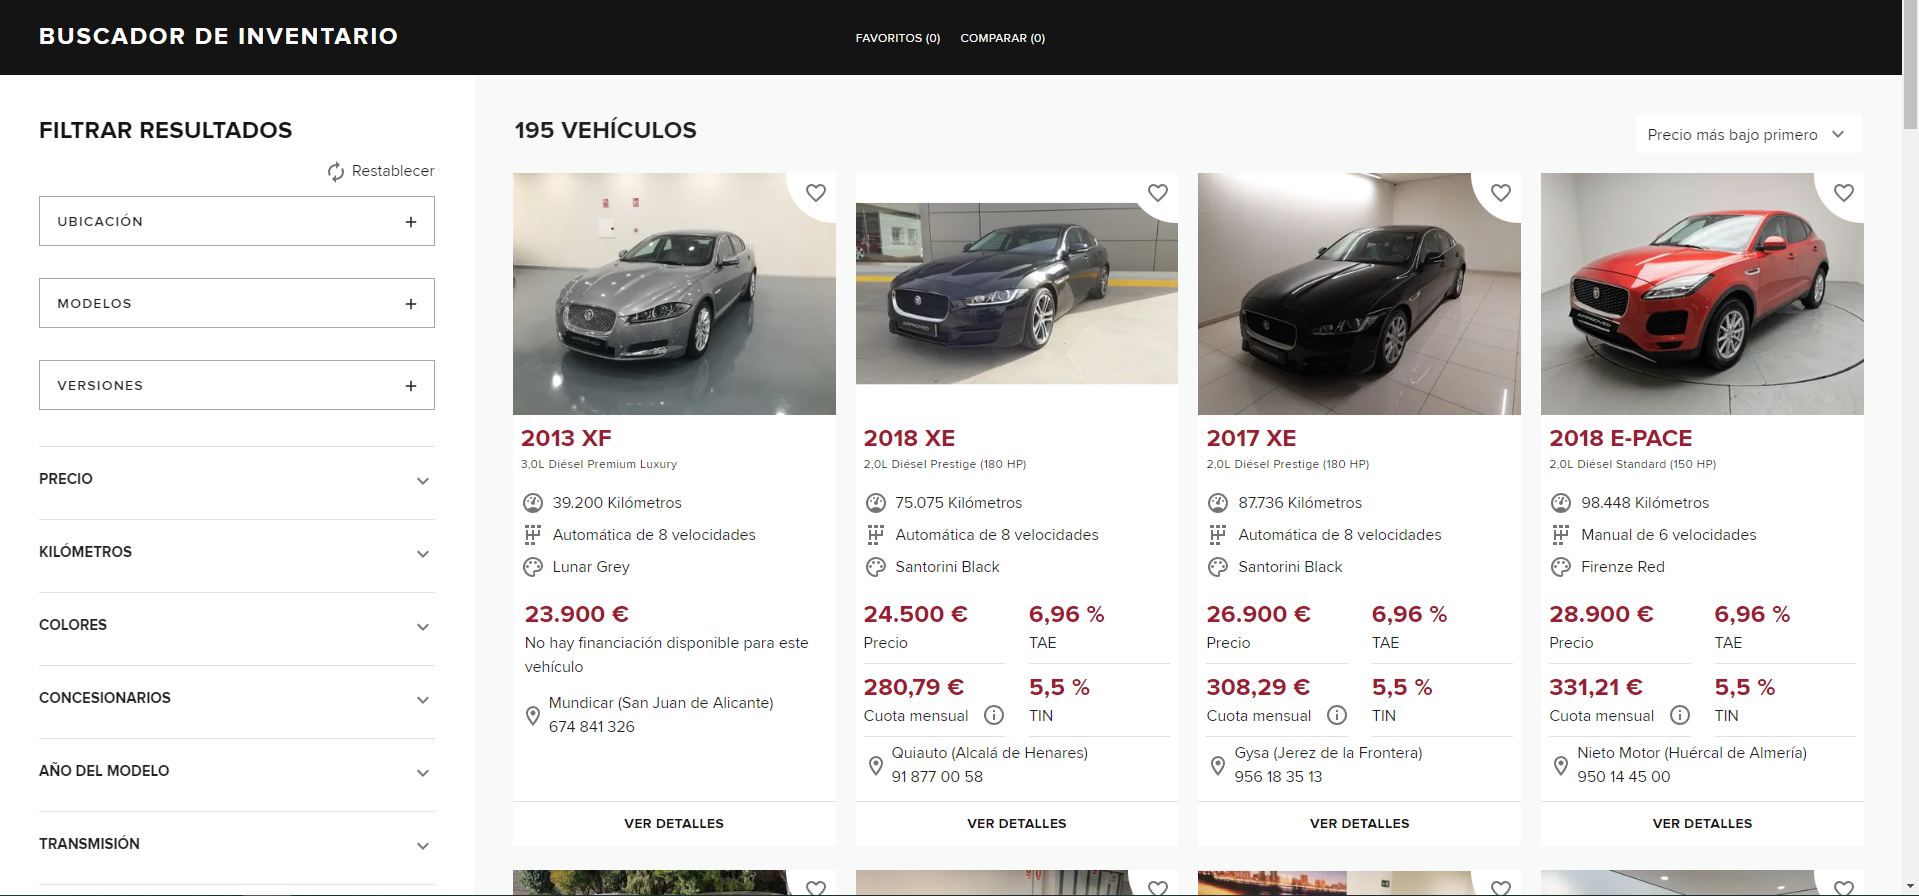 BUSCADOR DE INVENTARIO
FAVORITOS (0)
COMPARAR (0)
FILTRAR RESULTADOS
Restablecer
UBICACIÓN
MODELOS
VERSIONES
PRECIO
KILÓMETROS
COLORES
CONCESIONARIOS
AÑO DEL MODELO
TRANSMISIÓN
195 VEHÍCULOS
Precio más bajo primero
2013 XF
3,0L Diésel Premium Luxury
39.200 Kilómetros
Automática de 8 velocidades
Lunar Grey
23.900 €
No hay financiación disponible para este
vehículo
Mundicar (San Juan de Alicante)
674 841 326
VER DETALLES
APPROVED
2018 XE
2,0L Diésel Prestige (180 HP)
75.075 Kilómetros
Automática de 8 velocidades
Santorini Black
24.500 €
Precio
6,96 %
TAE
280,79 €
Cuota mensual
5,5 %
TIN
Quiauto (Alcalá de Henares)
91 877 00 58
VER DETALLES
2017 XE
2,0L Diésel Prestige (180 HP)
87.736 Kilómetros
Automática de 8 velocidades
Santorini Black
26.900 €
Precio
6,96 %
TAE
308,29 €
Cuota mensual
5,5 %
TIN
Gysa (Jerez de la Frontera)
956 18 35 13
VER DETALLES
APPROVED
2018 E-PACE
2,0L Diésel Standard (150 HP)
98.448 Kilómetros
Manual de 6 velocidades
Firenze Red
28.900 €
Precio
6,96 %
TAE
331,21 €
Cuota mensual
5,5 %
TIN
Nieto Motor (Huércal de Almería)
950 14 45 00
VER DETALLES